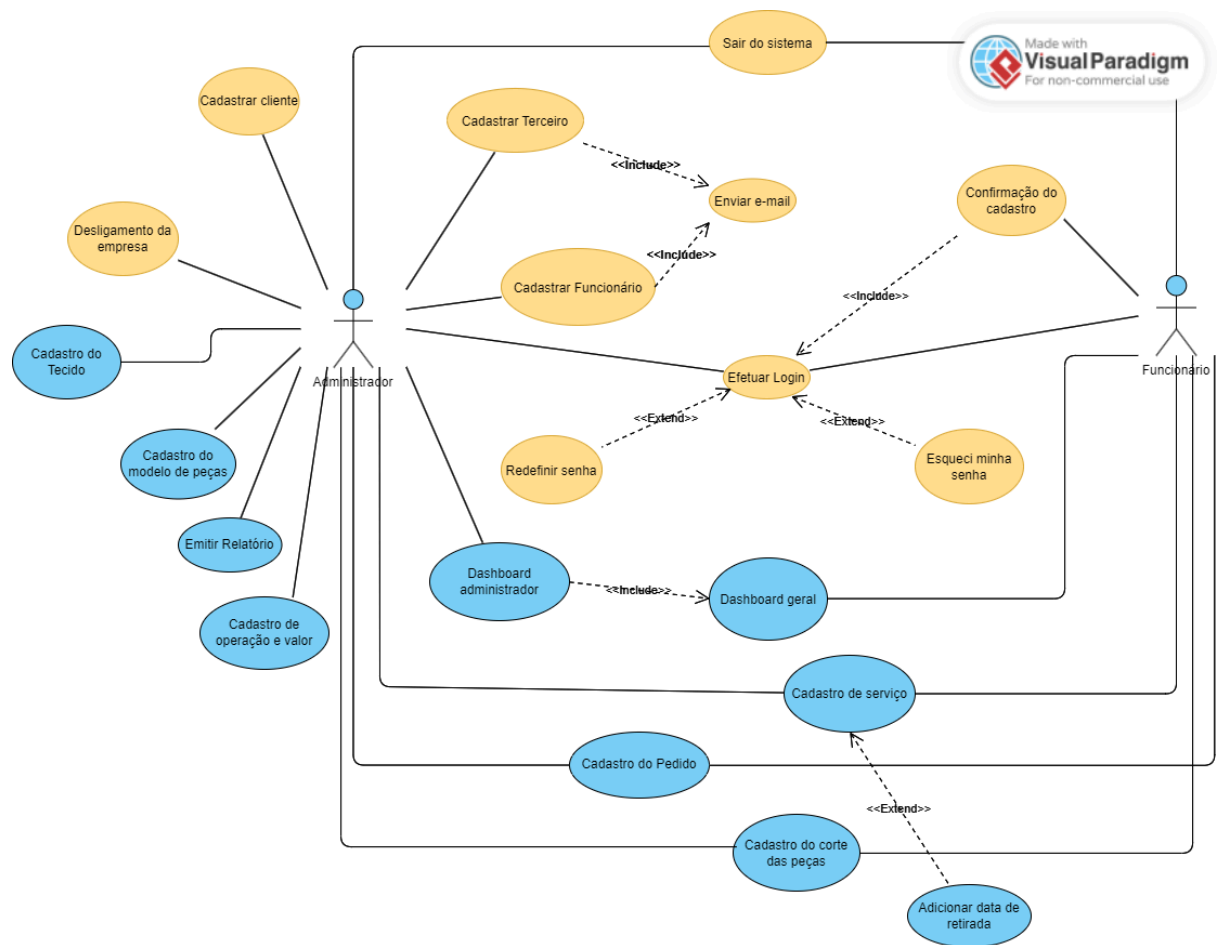 Sair do sistema
Made with
Visual Paradigm
For non-commercial use
Cadastrar cliente
Cadastrar Terceiro
<<Include>>
Enviar e-mail
Confirmação do
cadastro
Desligamento da
empresa
<<Include>>
Cadastrar Funcionário
<<Include>>
Cadastro do
Tecido
Administrador
Efetuar Login
Funcionario
<<Extend>>
<<Extend>>
Cadastro do
modelo de peças
Redefinir senha
Esqueci minha
senha
Emitir Relatório
Dashboard
administrador
<<Include>>
Dashboard geral
Cadastro de
operação e valor
Cadastro de serviço
Cadastro do Pedido
<<Extend>>
Cadastro do corte
das peças
Adicionar data de
retirada